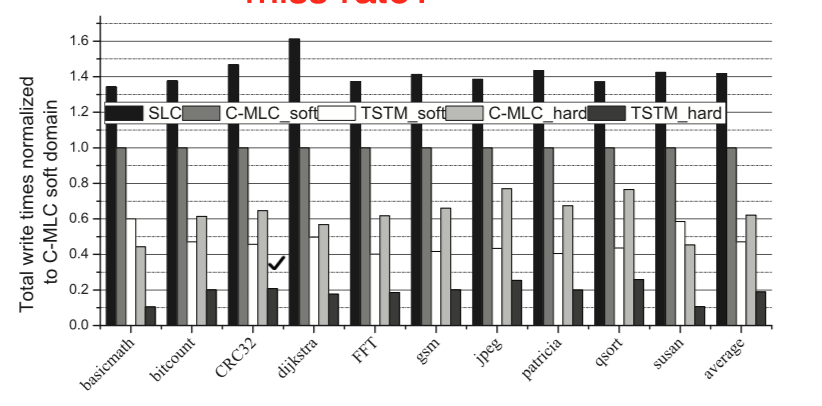 miss rate?
1.6
1.4
1.2
1.0
0.8
0.6
0.4
0.2
0.0
Total write times normalized
to C-MLC soft domain
SLC C-MLC_soft TSTM_soft C-MLC_hard TSTM_hard
basicmath
bitcount
CRC32
dijkstra
FFT
gsm
jpeg
patricia
qsort
susan
average